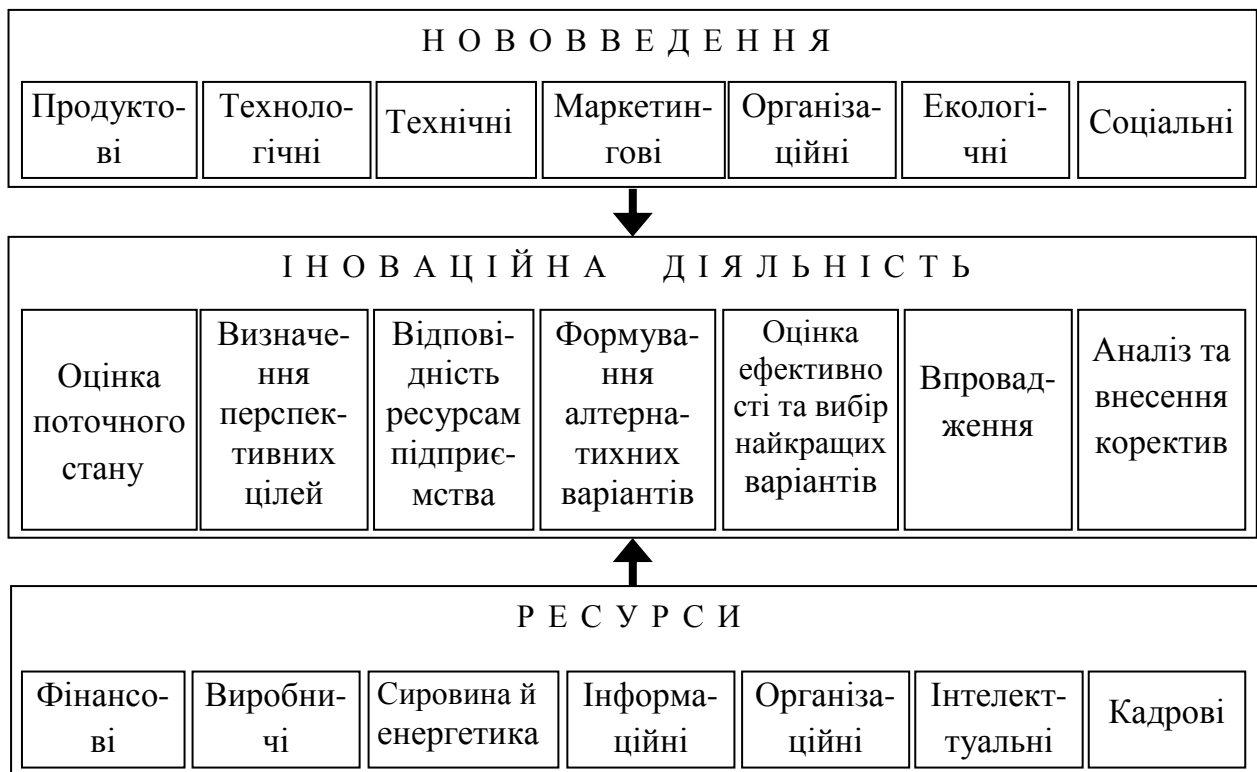 Н О В О В В Е Д Е Н Н Я
Продукто-
ві
Техноло-
гічні
Технічні
Маркетин-
гові
Організа-
ційні
Екологі-
чні
Соціальні
І Н О В А Ц І Й Н А Д І Я Л Ь Н І С Т Ь
Оцінка
поточного
стану
Визначе-
ння
перспек-
тивних
цілей
Відпові-
дність
ресурсам
підприє-
мства
Формува-
ння
алтерна-
тихних
варіантів
Оцінка
ефективно
сті та вибір
найкращих
варіантів
Впровад-
ження
Аналіз та
внесення
коректив
Р Е С У Р С И
Фінансо-
ві
Виробни-
чі
Сировина й
енергетика
Інформа-
ційні
Організа-
ційні
Інтелект-
туальні
Кадрові